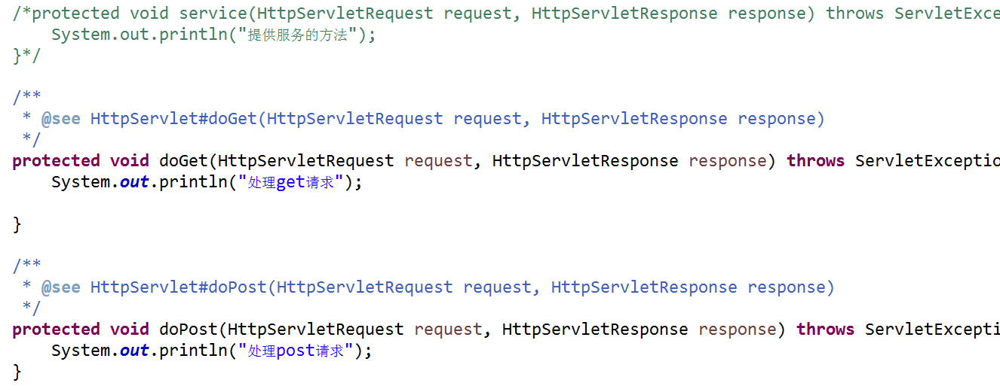 /*protected void service(HttpServletRequest request, HttpServletResponse response) throws ServletExce
System.out.println("提供服务的方法");
}*/
/**
* @see HttpServlet#doGet(HttpServletRequest request, HttpServletResponse response)
*/
protected void doGet(HttpServletRequest request, HttpServletResponse response) throws ServletExceptio
System.out.println("处理get请求");
}
/**
* @see HttpServlet#doPost(HttpServletRequest request, HttpServletResponse response)
*/
protected void doPost(HttpServletRequest request, HttpServletResponse response) throws ServletExcepti
System.out.println("处理post请求");
}